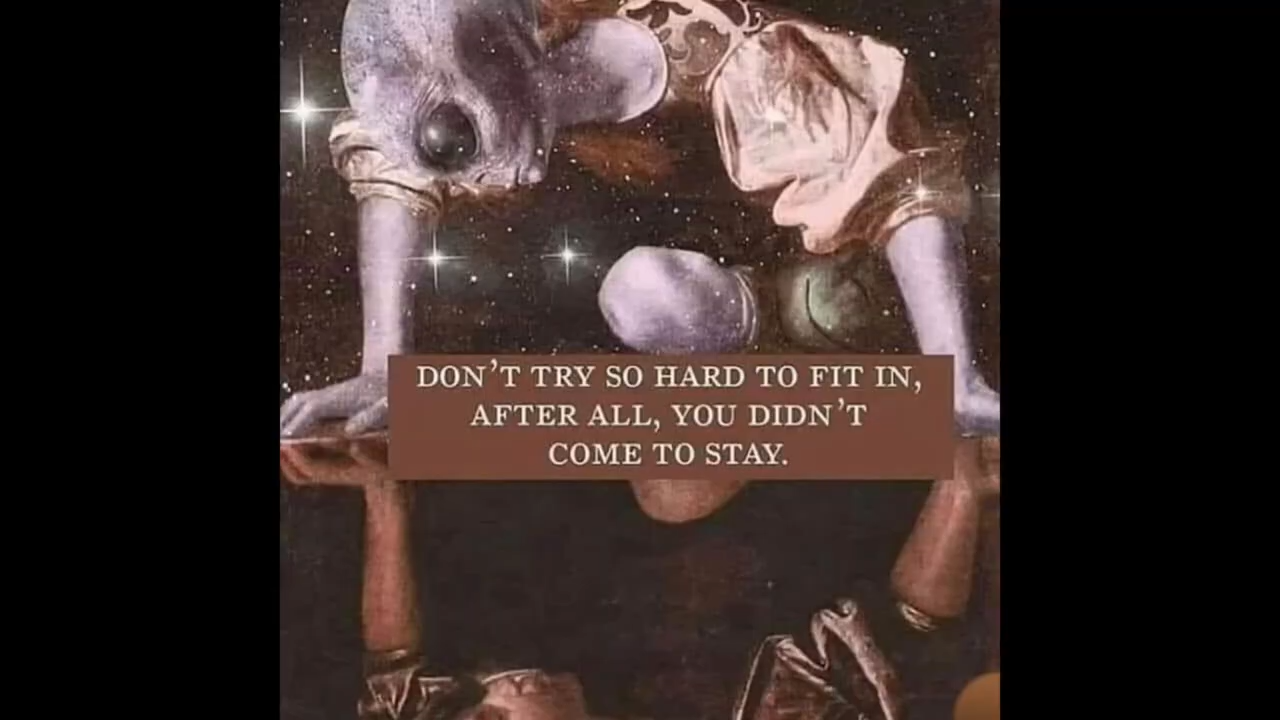 DON'T TRY SO HARD TO FIT IN,
AFTER ALL, YOU DIDN'T
COME TO STAY.